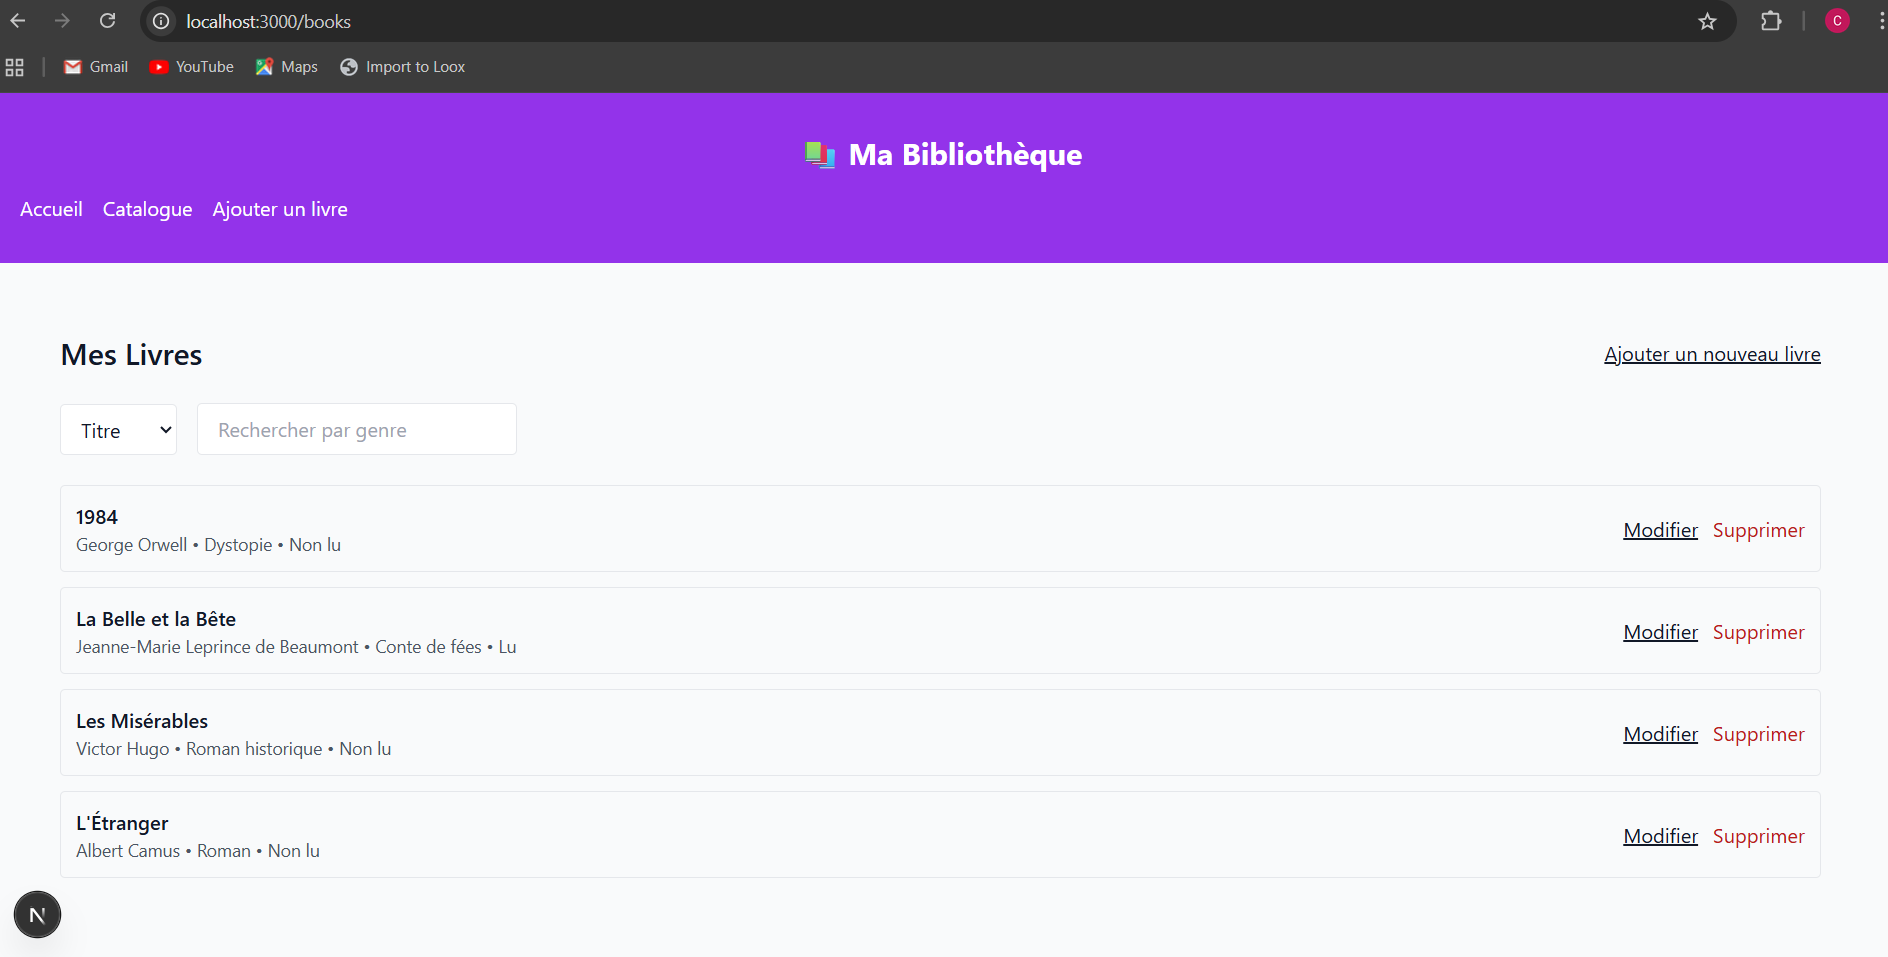 localhost:3000/books
C
Gmail YouTube Maps Import to Loox
Ma Bibliothèque
Accueil Catalogue Ajouter un livre
Mes Livres Ajouter un nouveau livre
Titre Rechercher par genre
1984
George Orwell • Dystopie • Non lu
Modifier Supprimer
La Belle et la Bête
Jeanne-Marie Leprince de Beaumont • Conte de fées • Lu
Modifier Supprimer
Les Misérables
Victor Hugo • Roman historique • Non lu
Modifier Supprimer
L'Étranger
Albert Camus • Roman • Non lu
Modifier Supprimer
N